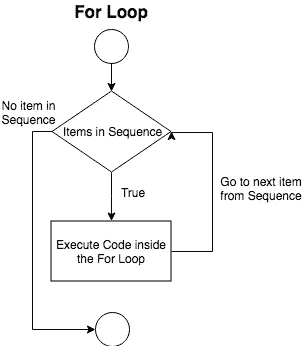 For Loop
No item in
Sequence
Items in Sequence
True
Go to next item
from Sequence
Execute Code inside
the For Loop